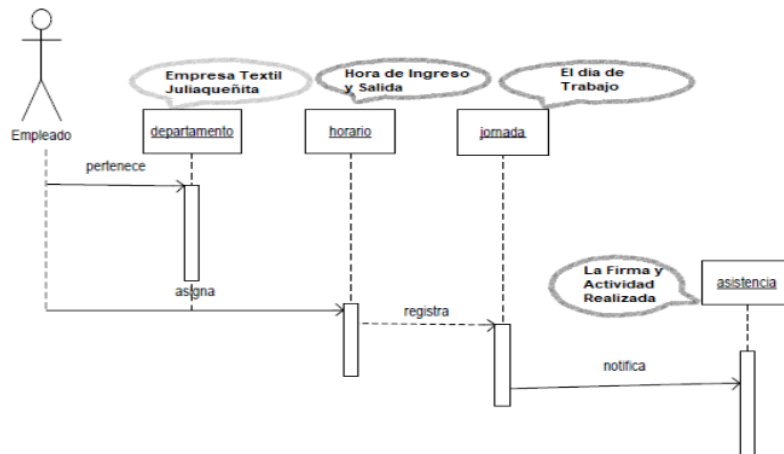 Empresa Textil
Juliaqueñita
Hora de Ingreso
y Salida
El dia de
Trabajo
Empleado
departamento
horario
jornada
pertenece
La Firma y
Actividad
Realizada
asistencia
asigna
registra
notifica